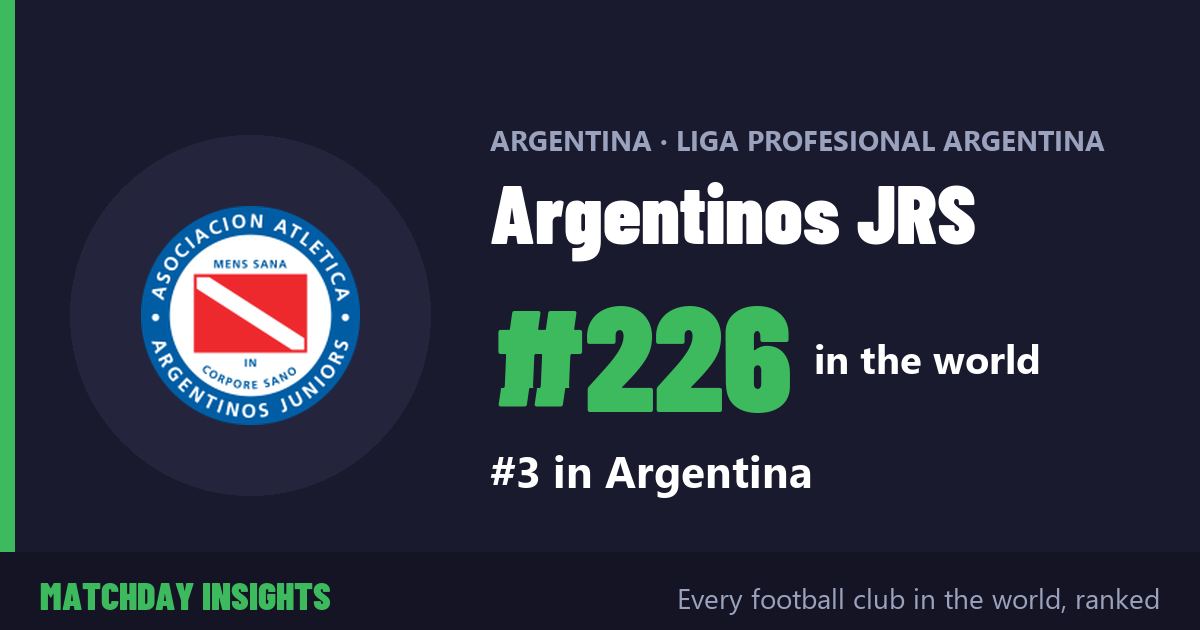 ARGENTINA · LIGA PROFESIONAL ARGENTINA
Argentinos JRS
#226 in the world
#3 in Argentina
ASOCIACION ATLETICA
MENS SANA
IN
CORPORE SANO
• ARGENTINOS JUNIORS •
MATCHDAY INSIGHTS
Every football club in the world, ranked